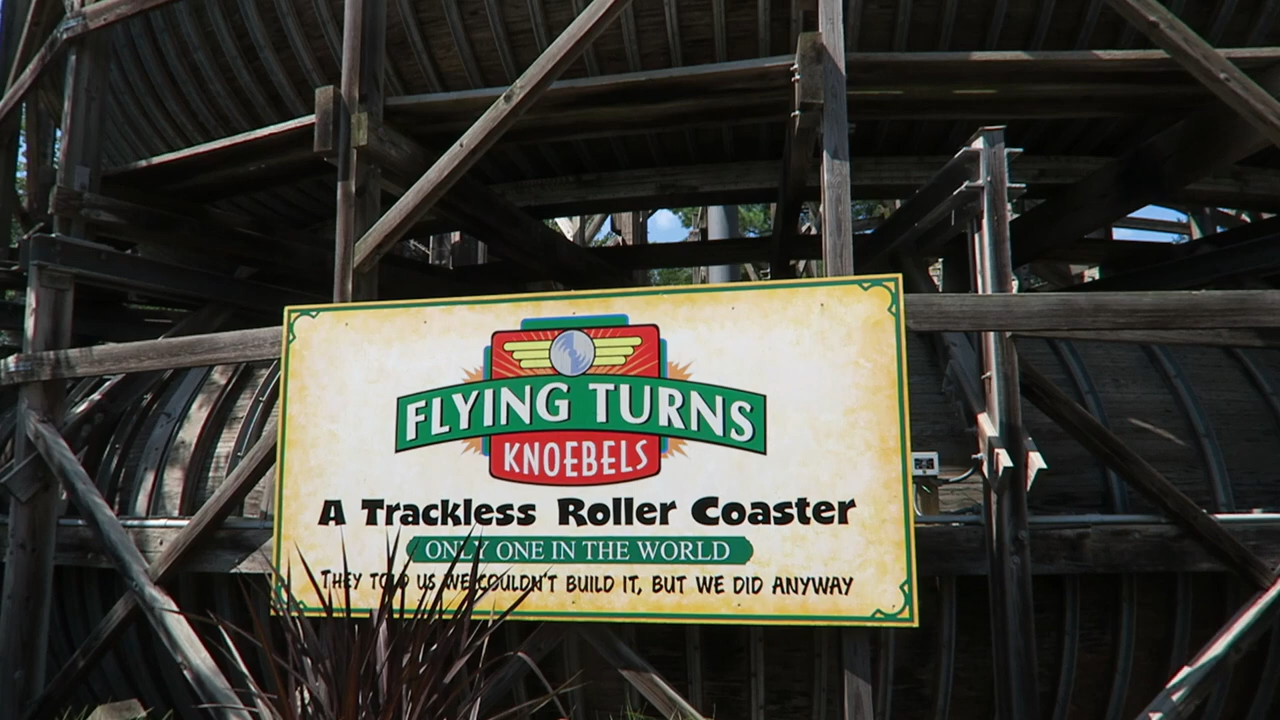 FLYING TURNS
KNOEBELS
A Trackless Roller Coaster
ONLY ONE IN THE WORLD
THEY TOLD US WE COULDN'T BUILD IT, BUT WE DID ANYWAY